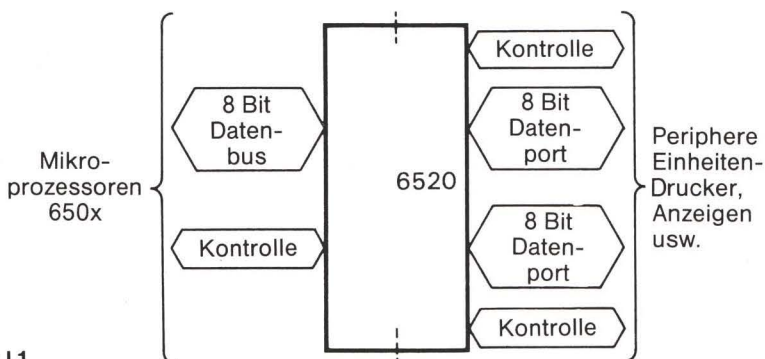 Mikro-
prozessoren
650x
8 Bit
Daten-
bus
Kontrolle
6520
Kontrolle
8 Bit
Daten-
port
8 Bit
Daten-
port
Kontrolle
Periphere
Einheiten-
Drucker,
Anzeigen
usw.